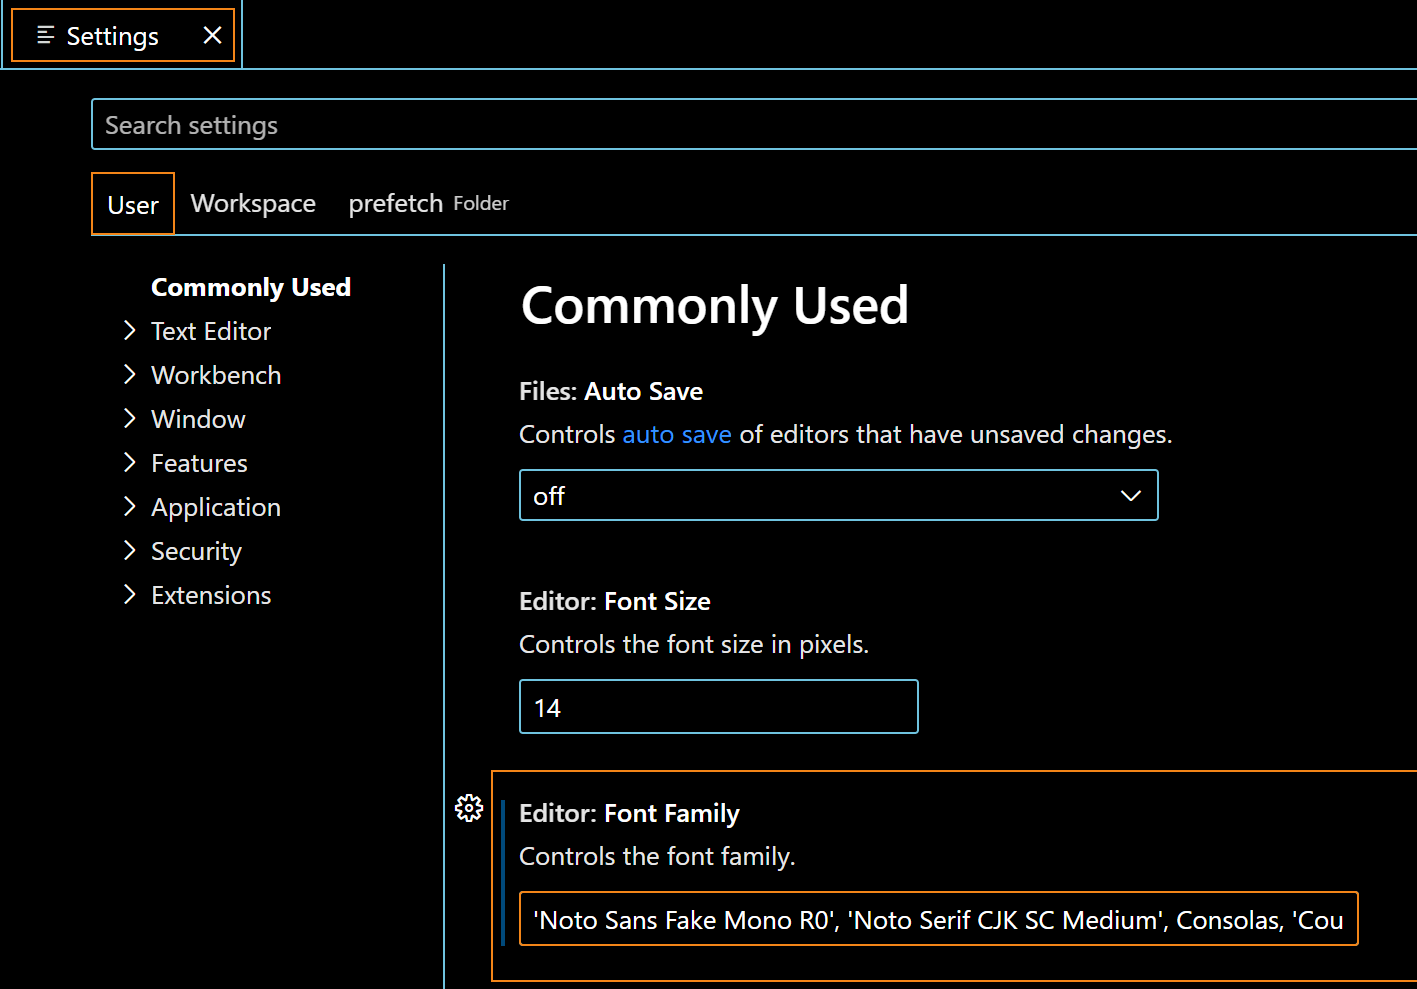 Settings
Search settings
User Workspace prefetch Folder
Commonly Used
Text Editor
Workbench
Window
Features
Application
Security
Extensions
Commonly Used
Files: Auto Save
Controls auto save of editors that have unsaved changes.
off
Editor: Font Size
Controls the font size in pixels.
14
Editor: Font Family
Controls the font family.
'Noto Sans Fake Mono R0', 'Noto Serif CJK SC Medium', Consolas, 'Cou